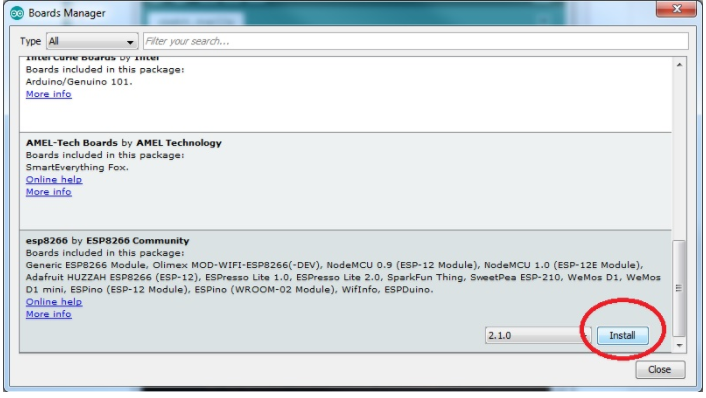 Boards Manager
Type All Filter your search...
Intel Curie Boards by Intel
Boards included in this package:
Arduino/Genuino 101.
More info
AMEL-Tech Boards by AMEL Technology
Boards included in this package:
SmartEverything Fox.
Online help
More info
esp8266 by ESP8266 Community
Boards included in this package:
Generic ESP8266 Module, Olimex MOD-WIFI-ESP8266(-DEV), NodeMCU 0.9 (ESP-12 Module), NodeMCU 1.0 (ESP-12E Module),
Adafruit HUZZAH ESP8266 (ESP-12), ESPresso Lite 1.0, ESPresso Lite 2.0, SparkFun Thing, SweetPea ESP-210, WeMos D1, WeMos
D1 mini, ESPino (ESP-12 Module), ESPino (WROOM-02 Module), WifInfo, ESPDuino.
Online help
More info
2.1.0 Install
Close